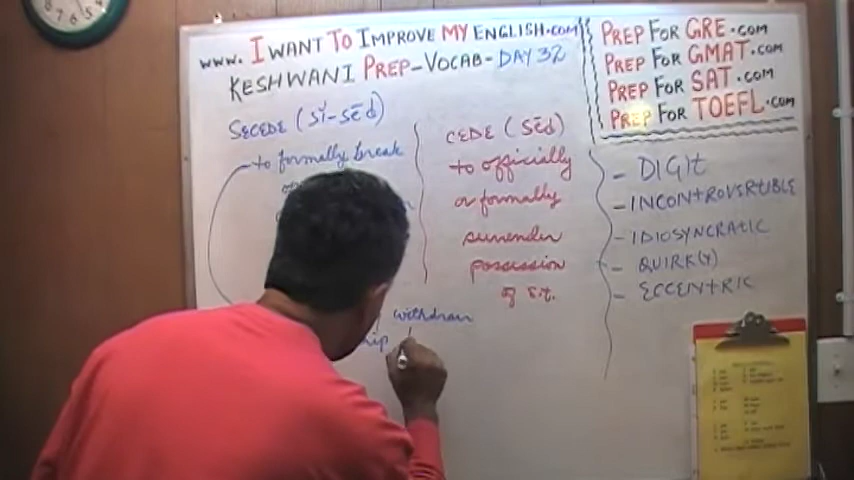 www. I WANT TO IMPROVE MY ENGLISH.com
KESHWANI PREP-VOCAB-DAY 32
PREP FOR GRE.com
PREP FOR GMAT.com
PREP FOR SAT.com
PREP FOR TOEFL.com
SECEDE (sĭ-sēd)
to formally break
withdraw
hip
CEDE (sēd)
to officially
or formally
surrender
possession
of s.t.
- DIGIT
- INCONTROVERTIBLE
- IDIOSYNCRATIC
- QUIRK(Y)
- ECCENTRIC